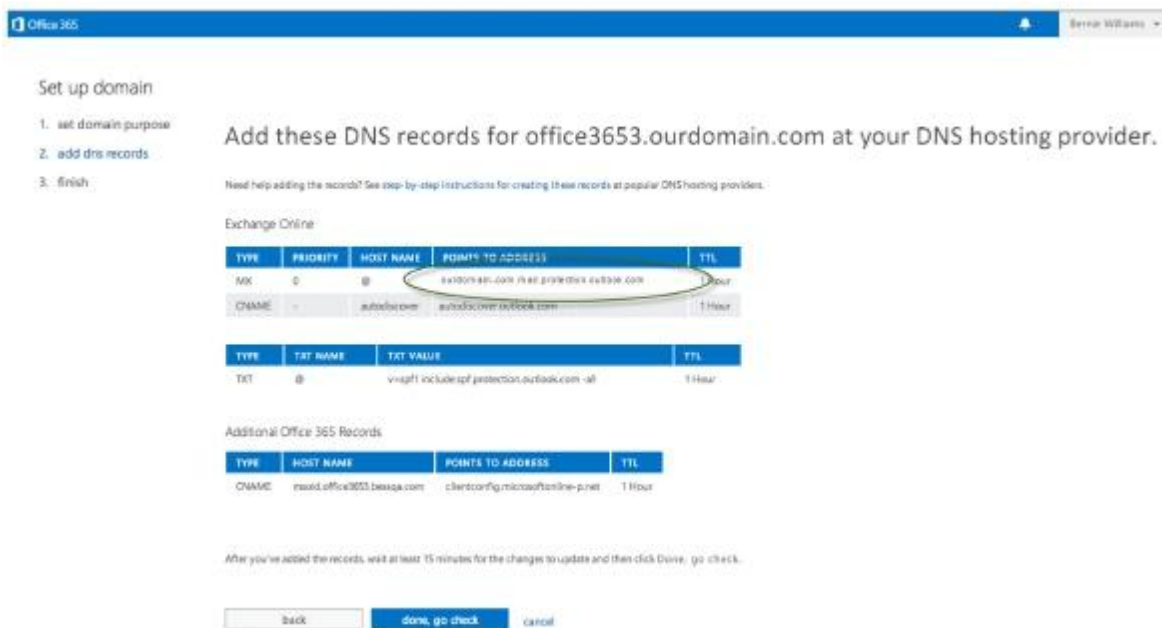 Office 365
Bernie Williams
Set up domain
1. set domain purpose
2. add dns records
3. finish
Add these DNS records for office3653.ourdomain.com at your DNS hosting provider.
Need help adding the records? See step-by-step instructions for creating these records at popular DNS hosting providers.
Exchange Online
TYPE PRIORITY HOST NAME POINTS TO ADDRESS TTL
MX 0 @ ourdomain.com.mail.protection.outlook.com 1 Hour
CNAME - autodiscover autodiscover.outlook.com 1 Hour
TYPE TXT NAME TXT VALUE TTL
TXT @ v=spf1 include:spf.protection.outlook.com -all 1 Hour
Additional Office 365 Records
TYPE HOST NAME POINTS TO ADDRESS TTL
CNAME msoid.office3653.bessqa.com clientconfig.microsoftonline-p.net 1 Hour
After you've added the records, wait at least 15 minutes for the changes to update and then click Done, go check.
back done, go check cancel